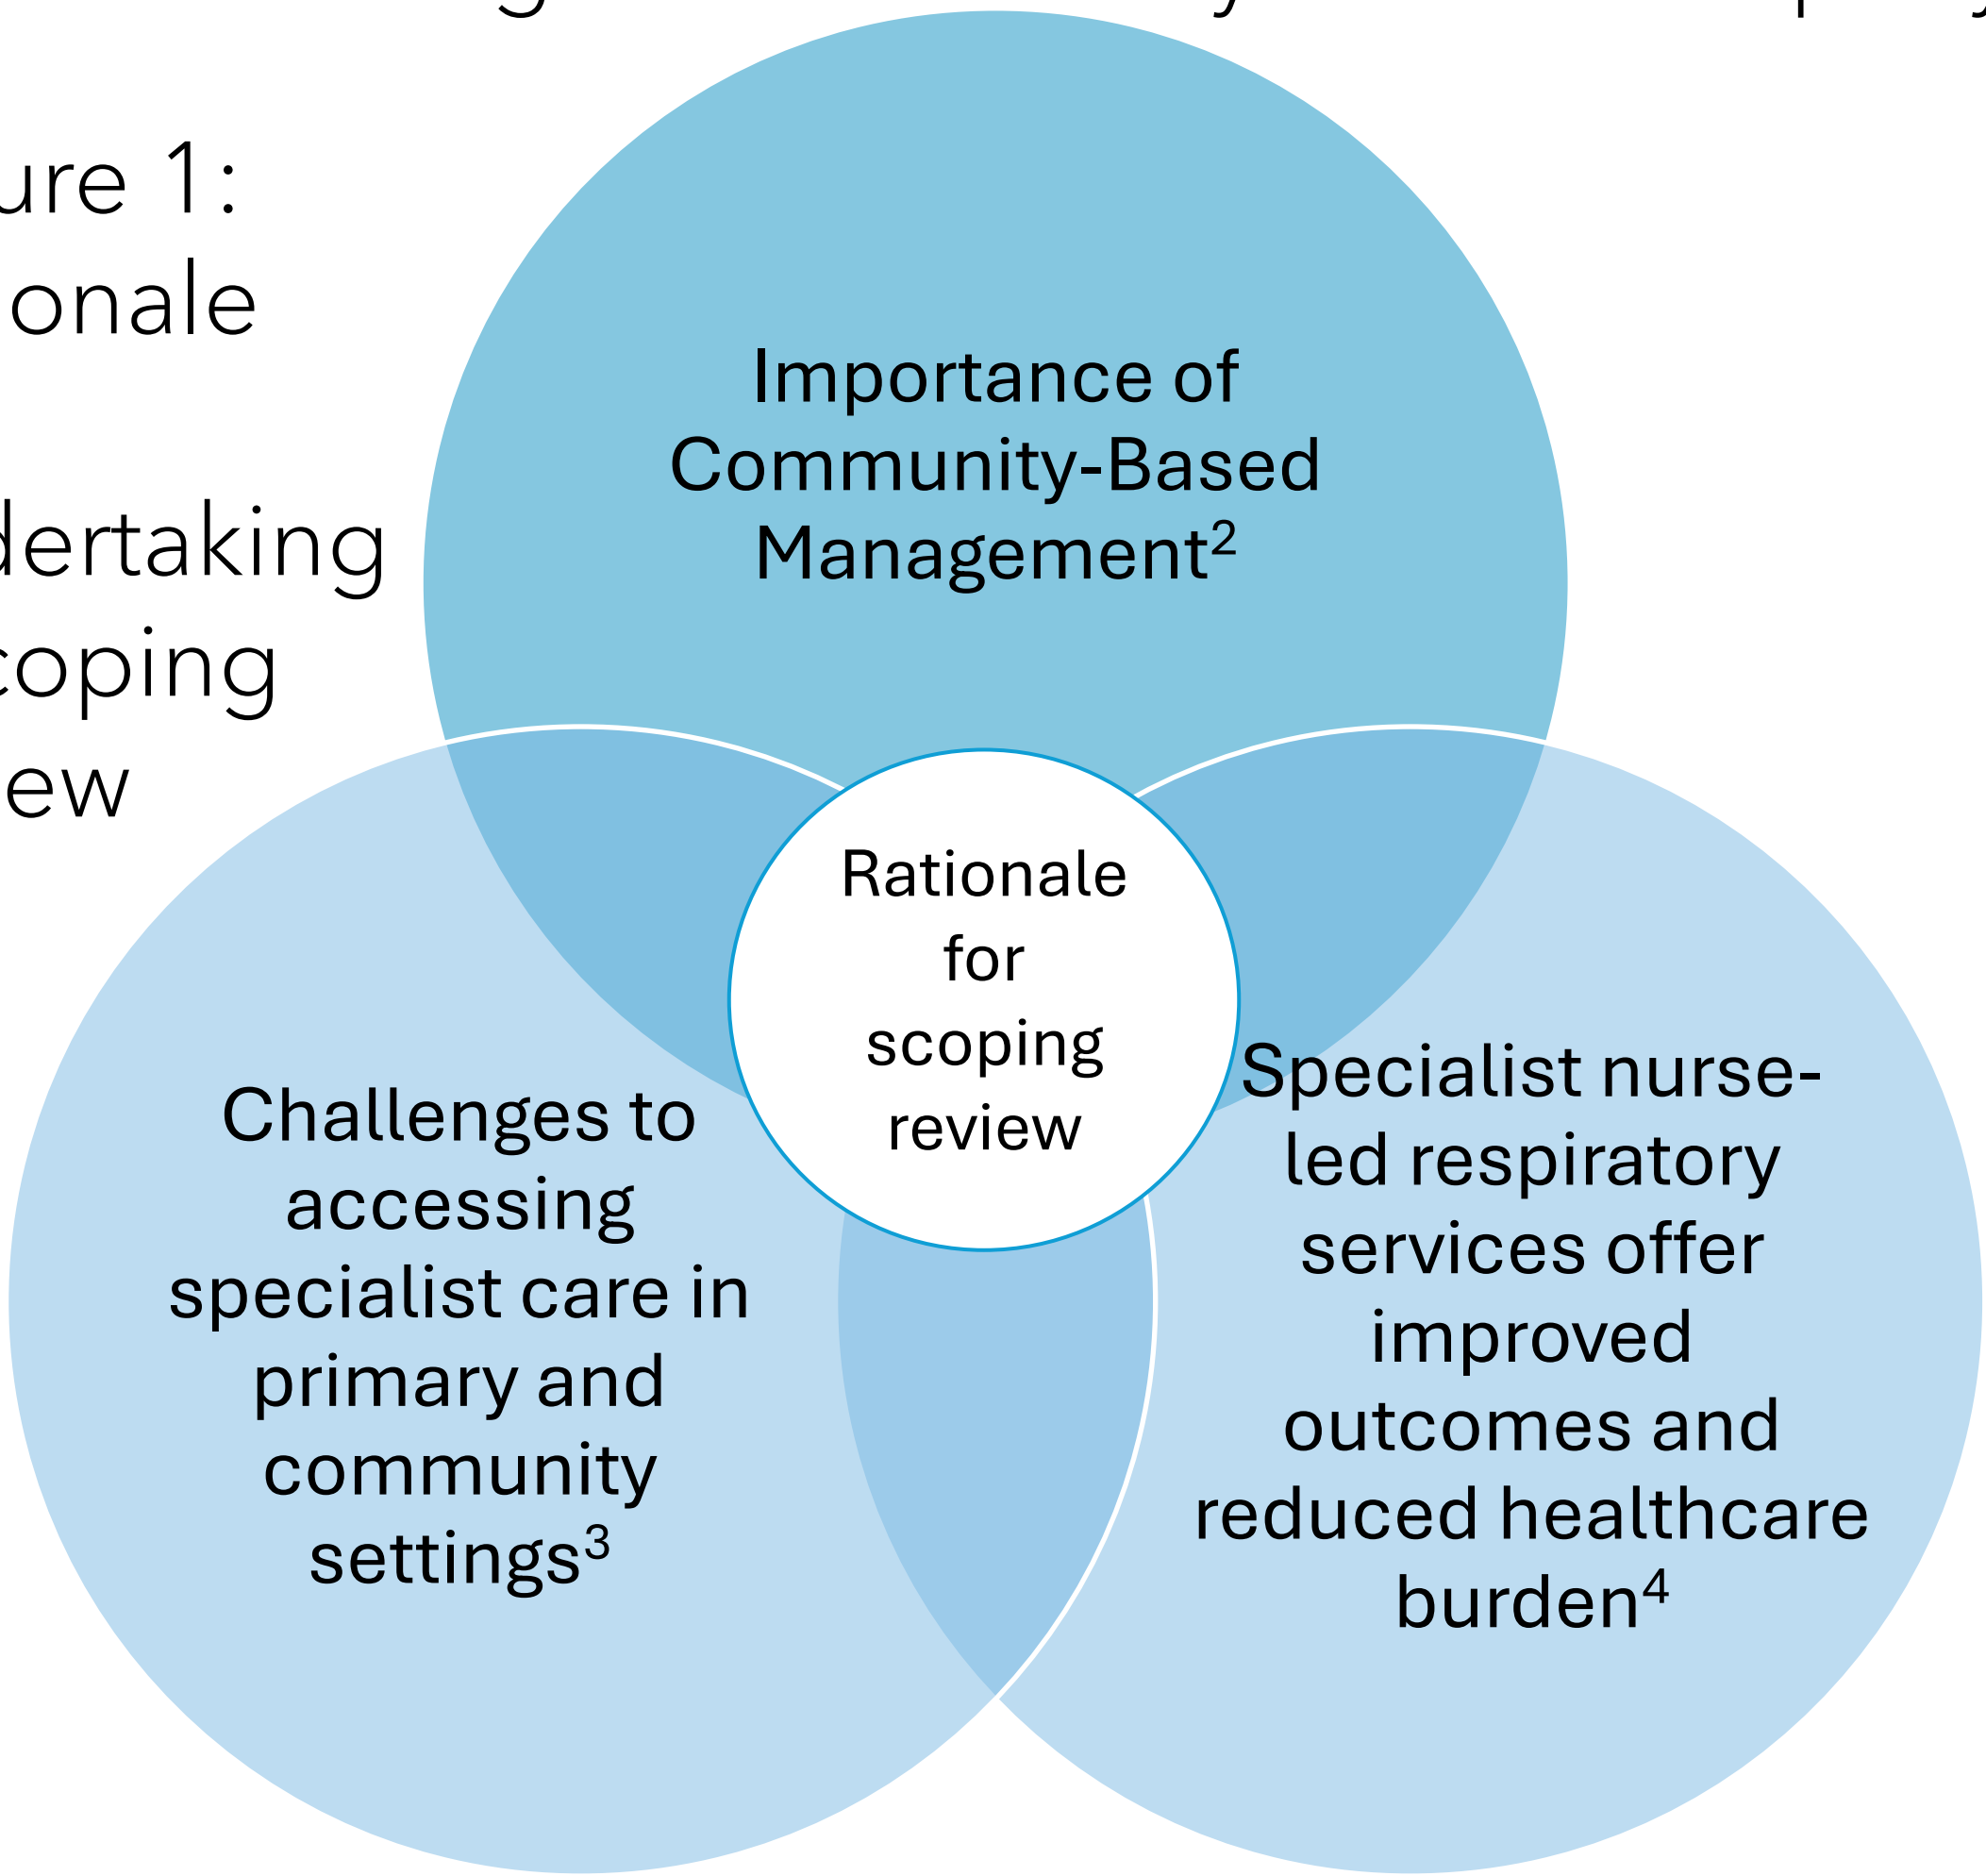 ure 1:
onale
dertaking
coping
ew
Importance of
Community-Based
Management²
Rationale
for
scoping
review
Challenges to
accessing
specialist care in
primary and
community
settings³
Specialist nurse-
led respiratory
services offer
improved
outcomes and
reduced healthcare
burden⁴